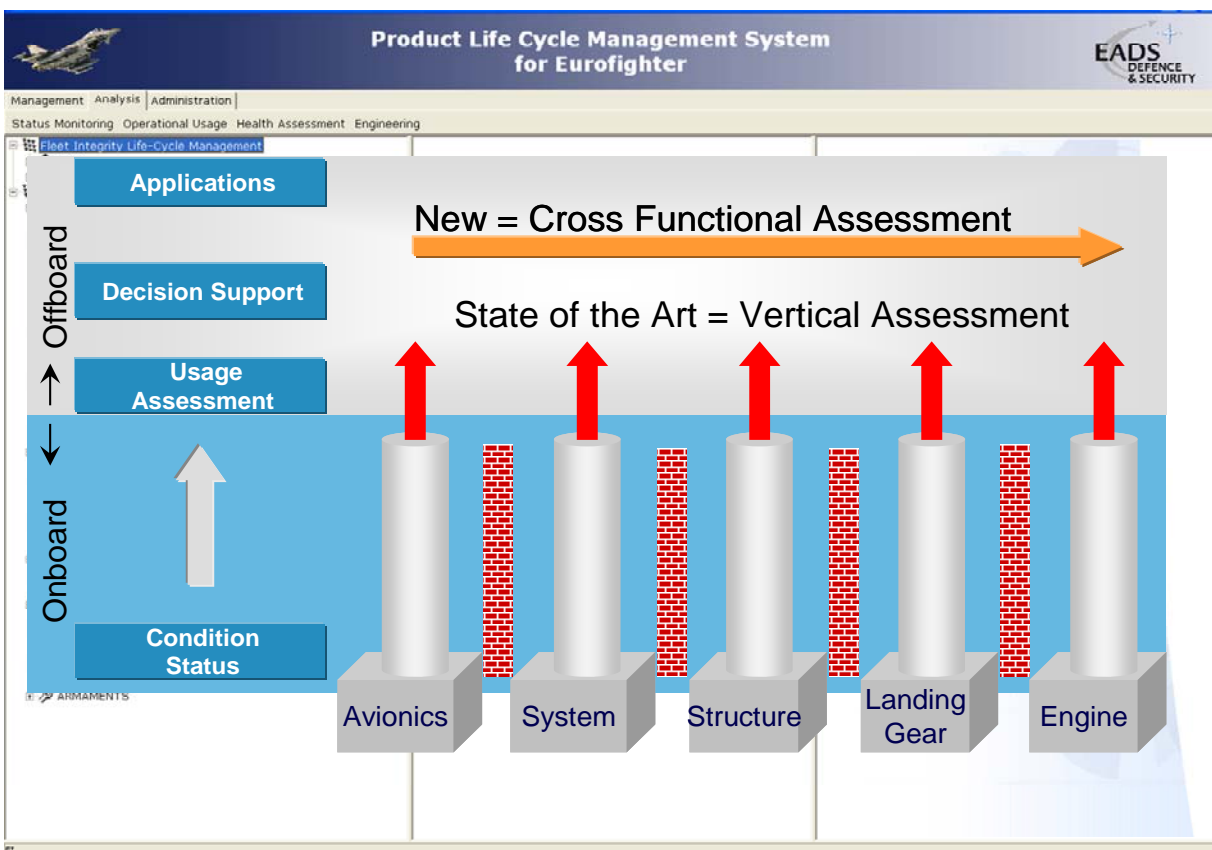 Product Life Cycle Management System
for Eurofighter
EADS
DEFENCE
& SECURITY
Management Analysis Administration
Status Monitoring Operational Usage Health Assessment Engineering
Fleet Integrity Life-Cycle Management
Applications
New = Cross Functional Assessment
Offboard
Decision Support
State of the Art = Vertical Assessment
Usage
Assessment
Onboard
Condition
Status
ARMAMENTS
Avionics
System
Structure
Landing
Gear
Engine